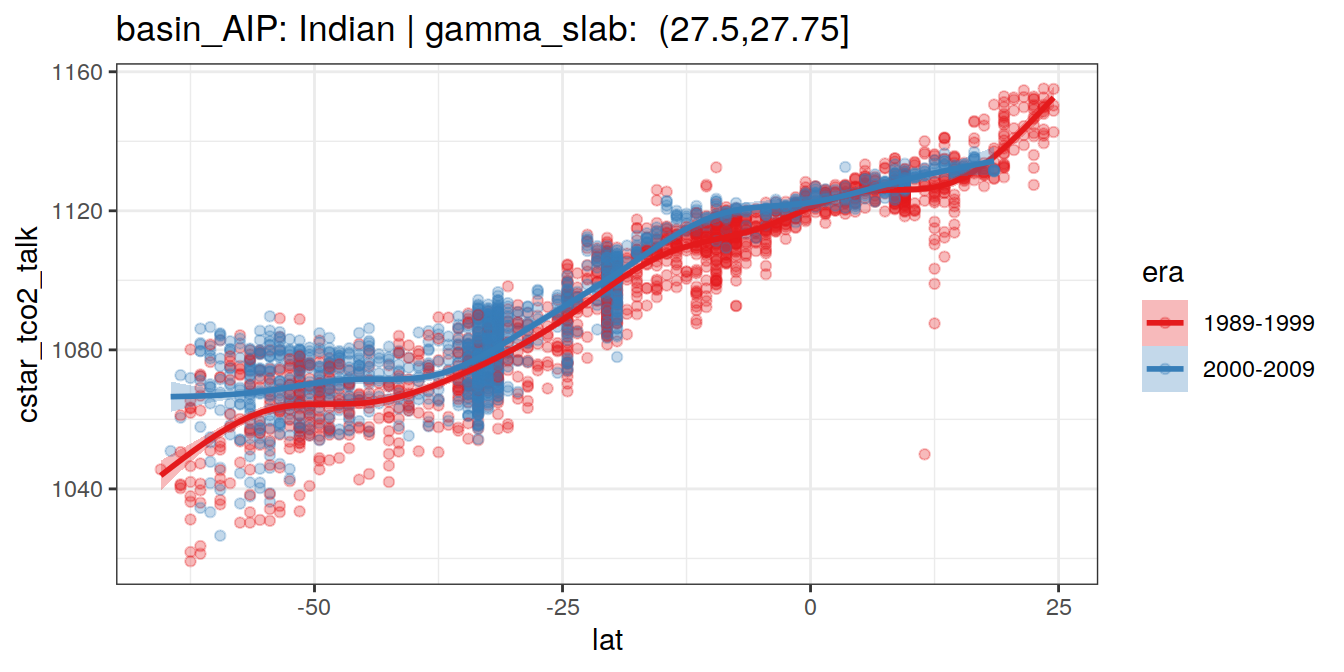 basin_AIP: Indian | gamma_slab:  (27.5,27.75]
1160
1120
1080
1040
cstar_tco2_talk
-50
-25
0
25
lat
era
1989-1999
2000-2009